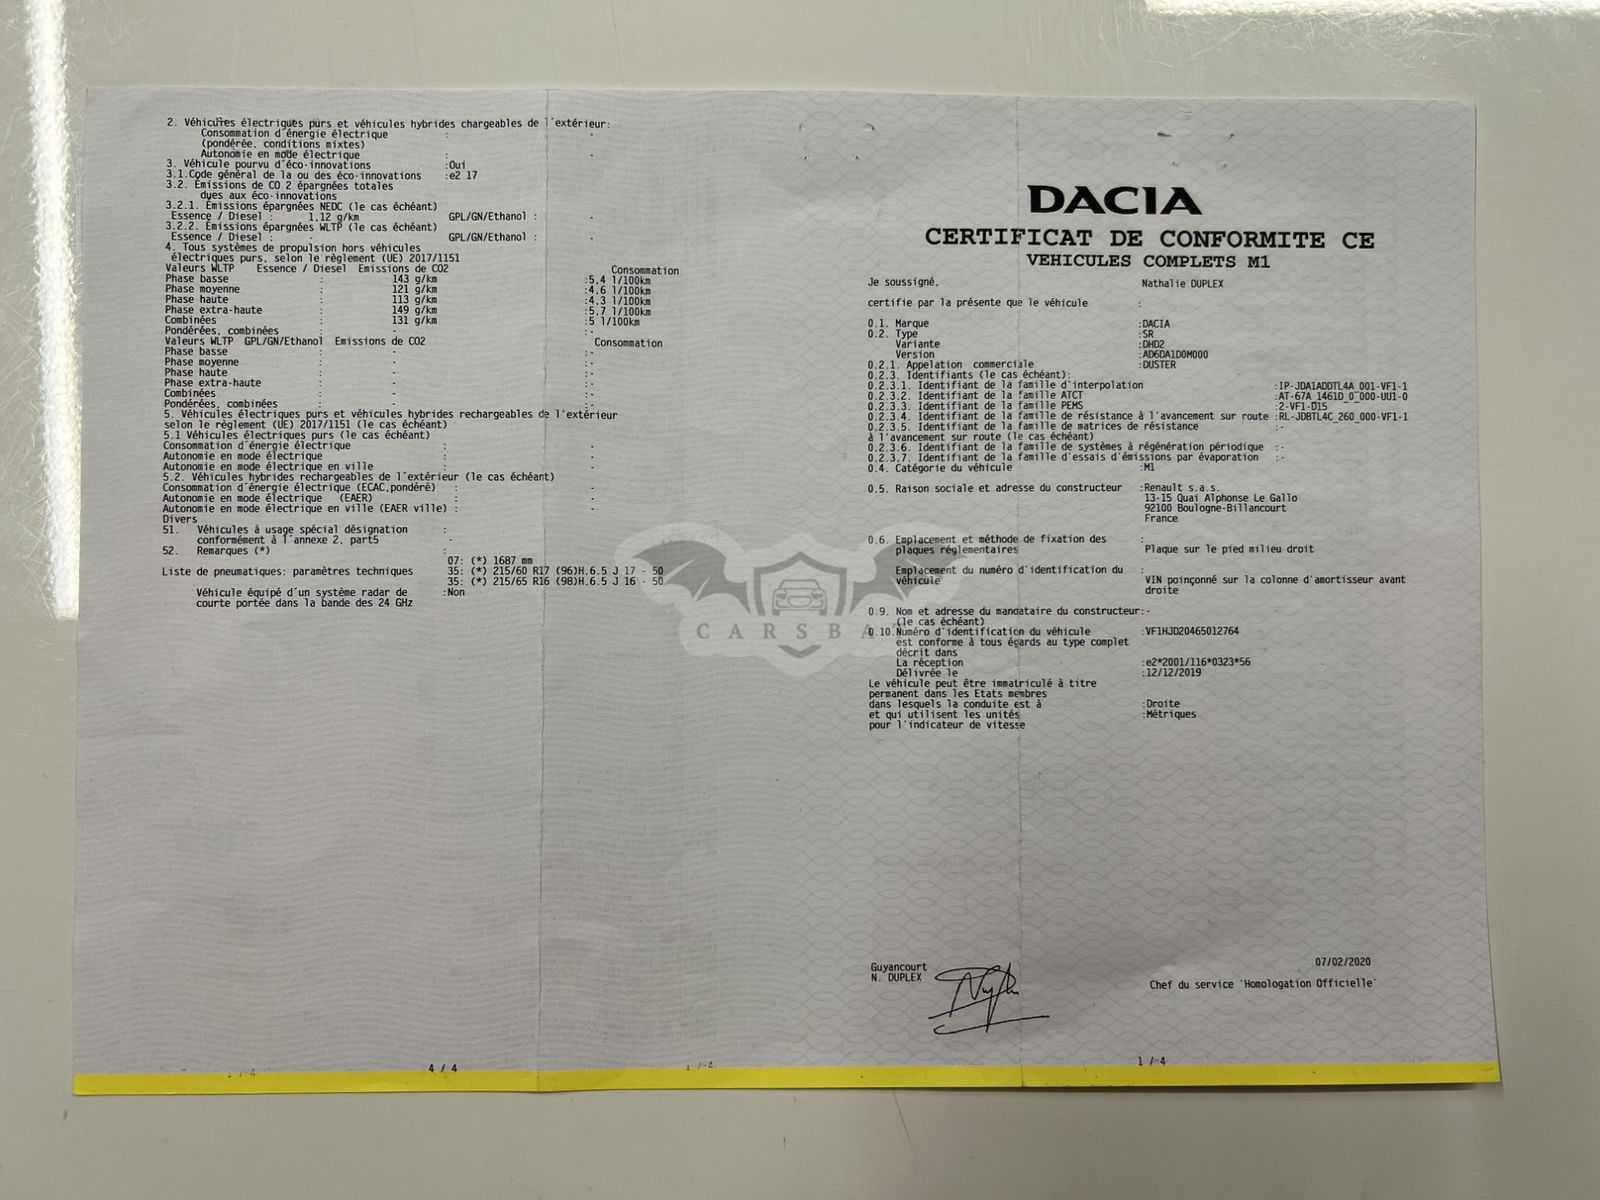 2. Véhicules électriques purs et véhicules hybrides chargeables de l'extérieur:
Consommation d'énergie électrique : -
(pondérée, conditions mixtes)
Autonomie en mode électrique : -
3. Véhicule pourvu d'éco-innovations :Oui
3.1.Code général de la ou des éco-innovations :e2 17
3.2. Emissions de CO 2 épargnées totales
dues aux éco-innovations
3.2.1. Emissions épargnées NEDC (le cas échéant)
Essence / Diesel : 1.12 g/km GPL/GN/Ethanol : -
3.2.2. Emissions épargnées WLTP (le cas échéant)
Essence / Diesel : - GPL/GN/Ethanol : -
4. Tous systèmes de propulsion hors véhicules
électriques purs, selon le règlement (UE) 2017/1151
Valeurs WLTP Essence / Diesel Emissions de CO2 Consommation
Phase basse : 143 g/km :5.4 l/100km
Phase moyenne : 121 g/km :4.6 l/100km
Phase haute : 113 g/km :4.3 l/100km
Phase extra-haute : 149 g/km :5.7 l/100km
Combinées : 131 g/km :5 l/100km
Pondérées, combinées : - :-
Valeurs WLTP GPL/GN/Ethanol Emissions de CO2 Consommation
Phase basse : - :-
Phase moyenne : - :-
Phase haute : - :-
Phase extra-haute : - :-
Combinées : - :-
Pondérées, combinées : - :-
5. Véhicules électriques purs et véhicules hybrides rechargeables de l'extérieur
selon le règlement (UE) 2017/1151 (le cas échéant)
5.1 Véhicules électriques purs (le cas échéant)
Consommation d'énergie électrique : -
Autonomie en mode électrique : -
Autonomie en mode électrique en ville : -
5.2. Véhicules hybrides rechargeables de l'extérieur (le cas échéant)
Consommation d'énergie électrique (ECAC,pondéré) : -
Autonomie en mode électrique (EAER) : -
Autonomie en mode électrique en ville (EAER ville) : -
Divers
51. Véhicules à usage spécial désignation :
conformément à l'annexe 2, part5 -
52. Remarques (*) :
07: (*) 1687 mm
Liste de pneumatiques: paramètres techniques 35: (*) 215/60 R17 (96)H,6.5 J 17 - 50
35: (*) 215/65 R16 (98)H,6.5 J 16 - 50
Véhicule équipé d'un système radar de :Non
courte portée dans la bande des 24 GHz
4 / 4
DACIA
CERTIFICAT DE CONFORMITE CE
VEHICULES COMPLETS M1
Je soussigné, Nathalie DUPLEX
certifie par la présente que le véhicule :
0.1. Marque :DACIA
0.2. Type :SR
Variante :DHD2
Version :AD6DA1D0M000
0.2.1. Appelation commerciale :DUSTER
0.2.3. Identifiants (le cas échéant):
0.2.3.1. Identifiant de la famille d'interpolation :IP-JDA1ADDTL4A_001-VF1-1
0.2.3.2. Identifiant de la famille ATCT :AT-67A_1461D_0_000-UU1-0
0.2.3.3. Identifiant de la famille PEMS :2-VF1-D15
0.2.3.4. Identifiant de la famille de résistance à l'avancement sur route :RL-JDBTL4C_260_000-VF1-1
0.2.3.5. Identifiant de la famille de matrices de résistance :-
à l'avancement sur route (le cas échéant)
0.2.3.6. Identifiant de la famille de systèmes à régénération périodique :-
0.2.3.7. Identifiant de la famille d'essais d'émissions par évaporation :-
0.4. Catégorie du véhicule :M1
0.5. Raison sociale et adresse du constructeur :Renault s.a.s.
13-15 Quai Alphonse Le Gallo
92100 Boulogne-Billancourt
France
0.6. Emplacement et méthode de fixation des :
plaques réglementaires Plaque sur le pied milieu droit
Emplacement du numéro d'identification du :
véhicule VIN poinçonné sur la colonne d'amortisseur avant
droite
0.9. Nom et adresse du mandataire du constructeur:-
(le cas échéant)
0.10.Numéro d'identification du véhicule :VF1HJD20465012764
est conforme à tous égards au type complet
décrit dans
La réception :e2*2001/116*0323*56
Délivrée le :12/12/2019
Le véhicule peut être immatriculé à titre
permanent dans les Etats membres
dans lesquels la conduite est à :Droite
et qui utilisent les unités :Métriques
pour l'indicateur de vitesse
CARSBA
Guyancourt 07/02/2020
N. DUPLEX Chef du service 'Homologation Officielle'
1 / 4